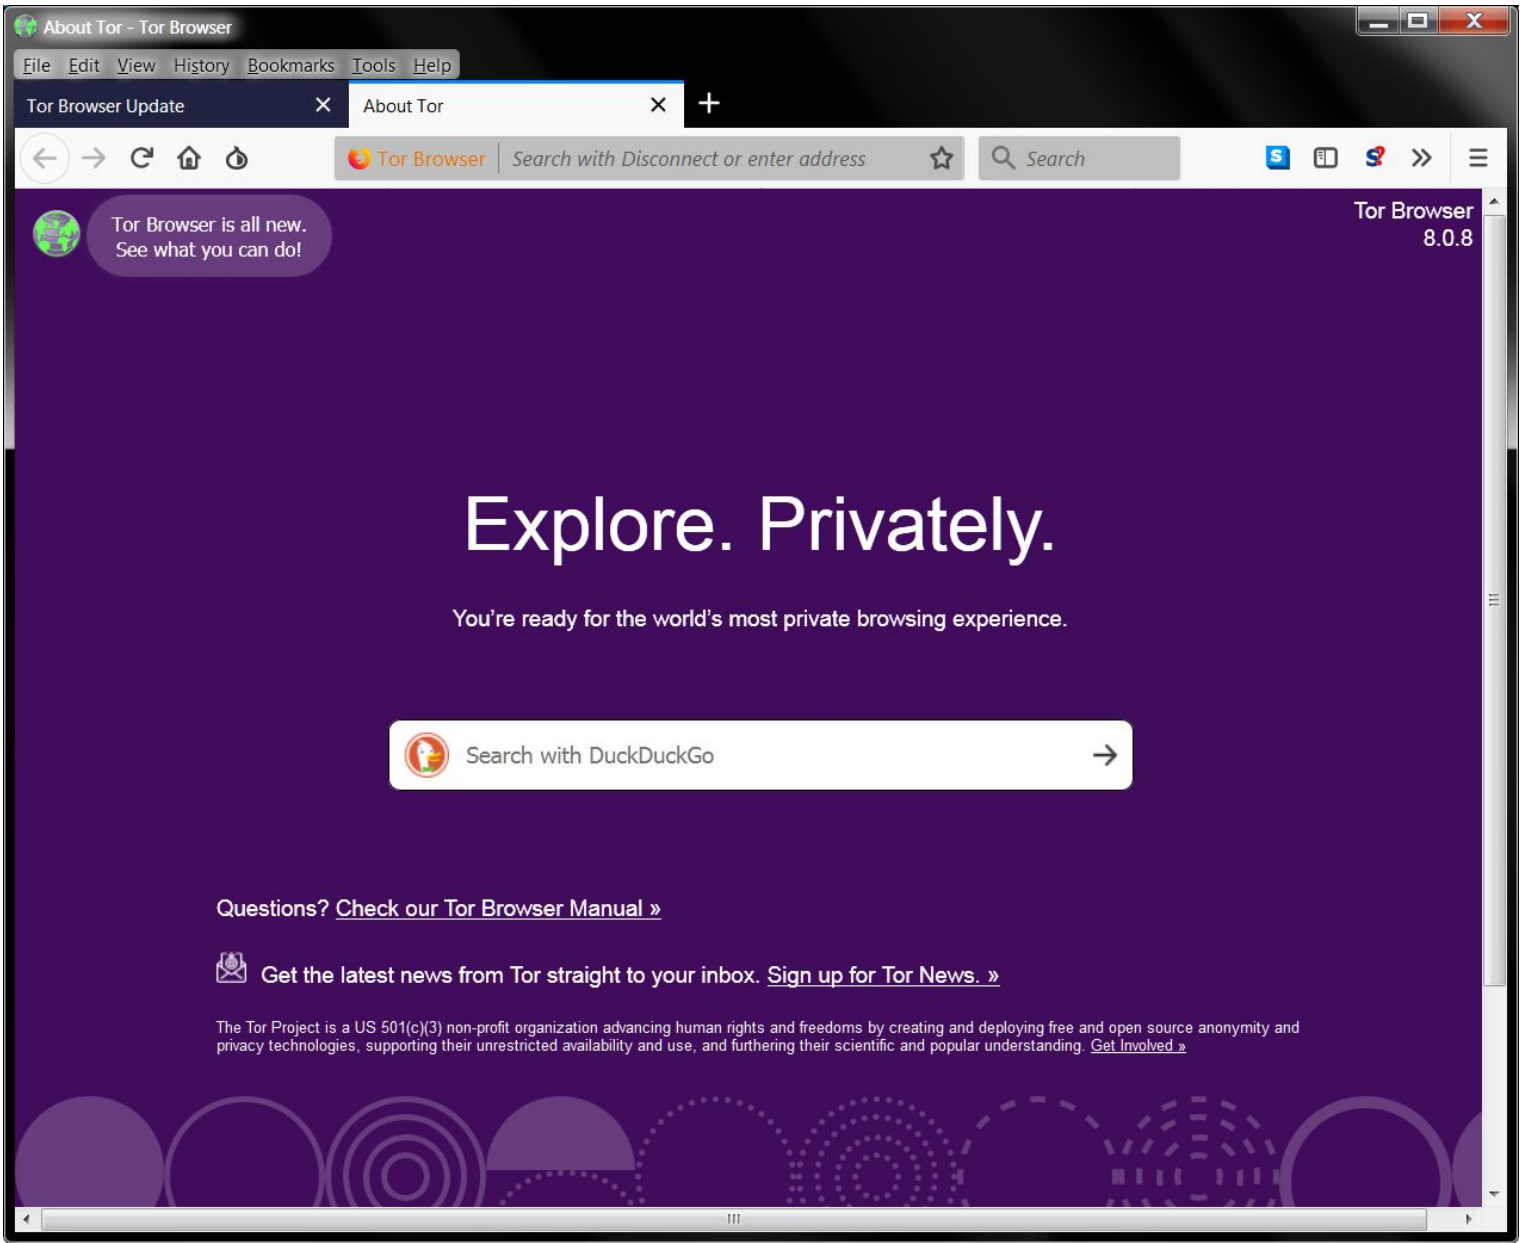 About Tor - Tor Browser
File Edit View History Bookmarks Tools Help
Tor Browser Update
About Tor
Tor Browser
Search with Disconnect or enter address
Search
Tor Browser is all new.
See what you can do!
Tor Browser
8.0.8
Explore. Privately.
You’re ready for the world’s most private browsing experience.
Search with DuckDuckGo
Questions? Check our Tor Browser Manual »
Get the latest news from Tor straight to your inbox. Sign up for Tor News. »
The Tor Project is a US 501(c)(3) non-profit organization advancing human rights and freedoms by creating and deploying free and open source anonymity and
privacy technologies, supporting their unrestricted availability and use, and furthering their scientific and popular understanding. Get Involved »